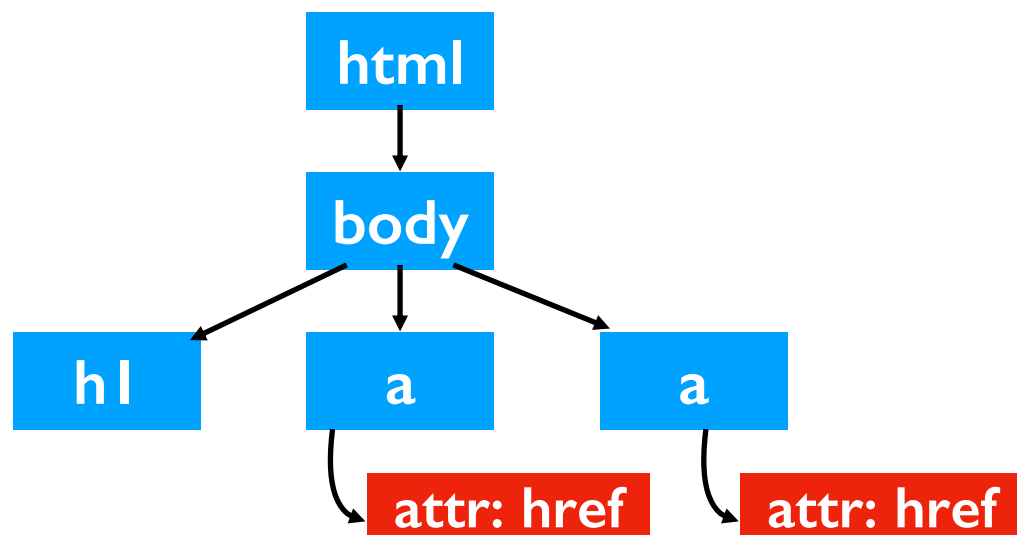 html
body
h1
a
a
attr: href
attr: href